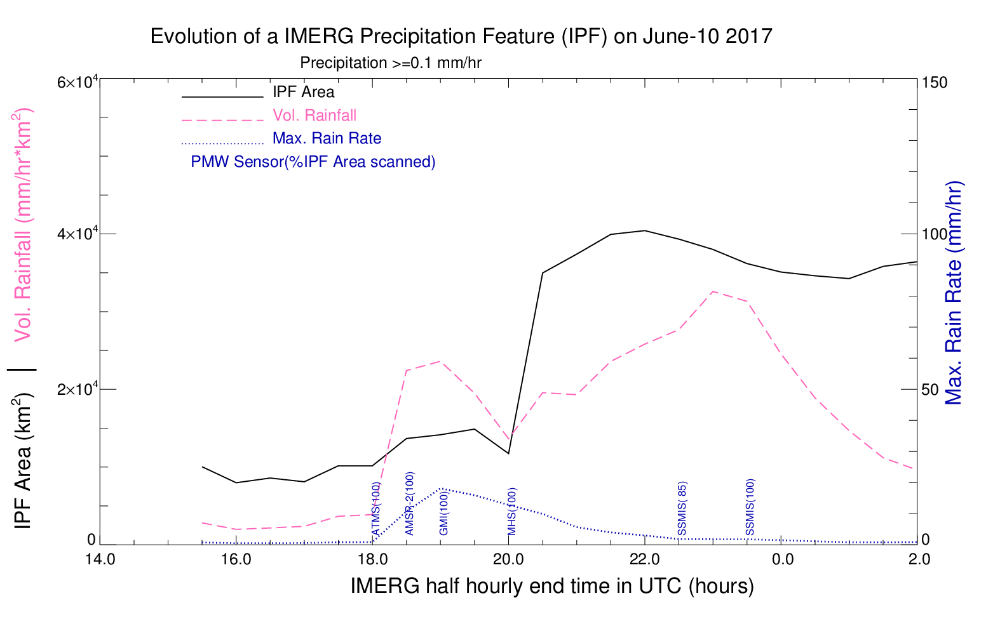 Evolution of a IMERG Precipitation Feature (IPF) on June-10 2017
Precipitation >=0.1 mm/hr
IPF Area
Vol. Rainfall
Max. Rain Rate
PMW Sensor(%IPF Area scanned)
6×10⁴
4×10⁴
2×10⁴
0
IPF Area (km²) | Vol. Rainfall (mm/hr*km²)
150
100
50
0
Max. Rain Rate (mm/hr)
ATMS(100)
AMSR-2(100)
GMI(100)
MHS(100)
SSMIS( 85)
SSMIS(100)
14.0 16.0 18.0 20.0 22.0 0.0 2.0
IMERG half hourly end time in UTC (hours)